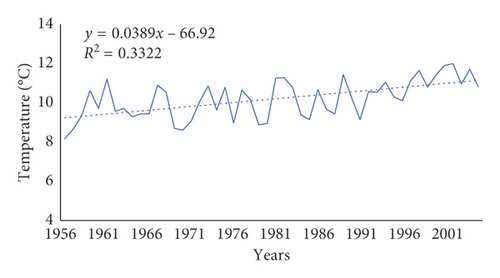 y = 0.0389x – 66.92
R² = 0.3322
14
12
10
8
6
4
Temperature (°C)
1956 1961 1966 1971 1976 1981 1986 1991 1996 2001
Years